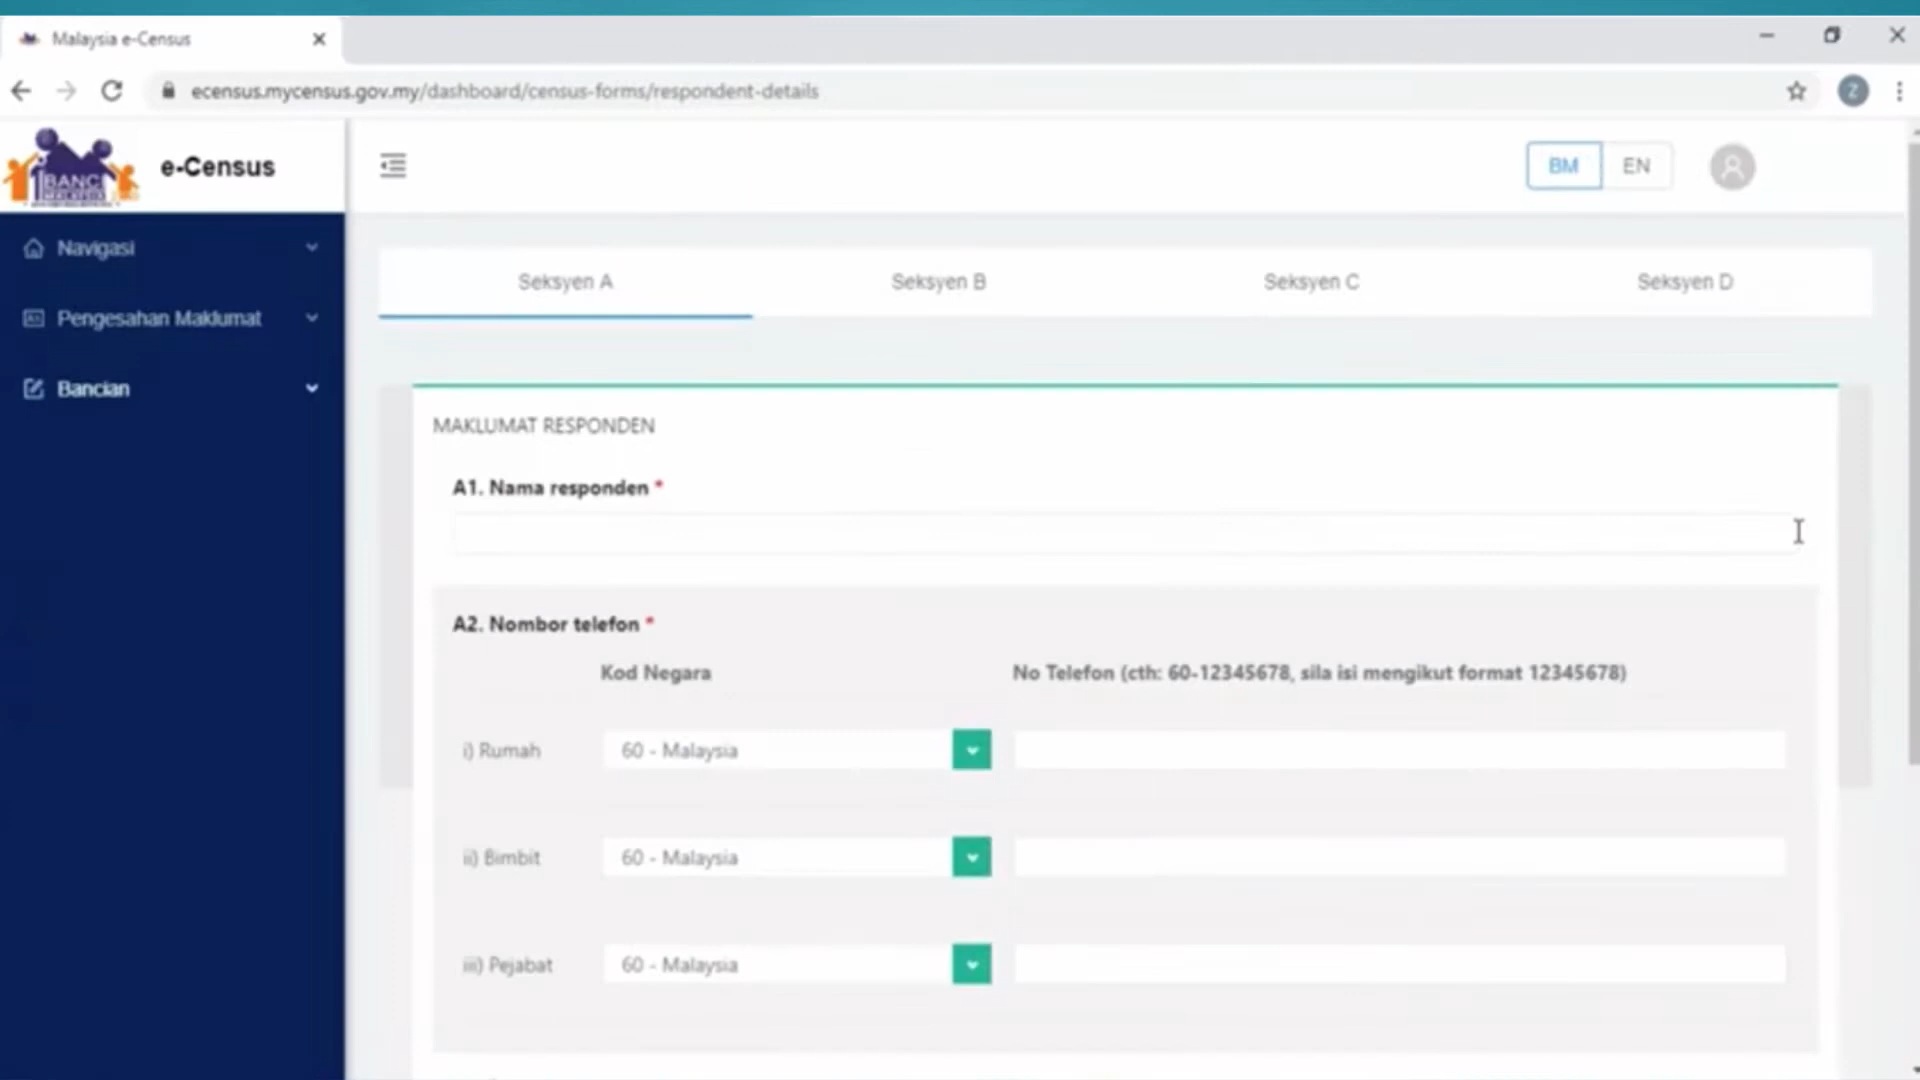 Malaysia e-Census
ecensus.mycensus.gov.my/dashboard/census-forms/respondent-details
Z
BANCI
MALAYSIA
e-Census
BM EN
Navigasi
Pengesahan Maklumat
Bancian
Seksyen A Seksyen B Seksyen C Seksyen D
MAKLUMAT RESPONDEN
A1. Nama responden *
A2. Nombor telefon *
Kod Negara No Telefon (cth: 60-12345678, sila isi mengikut format 12345678)
i) Rumah 60 - Malaysia
ii) Bimbit 60 - Malaysia
iii) Pejabat 60 - Malaysia